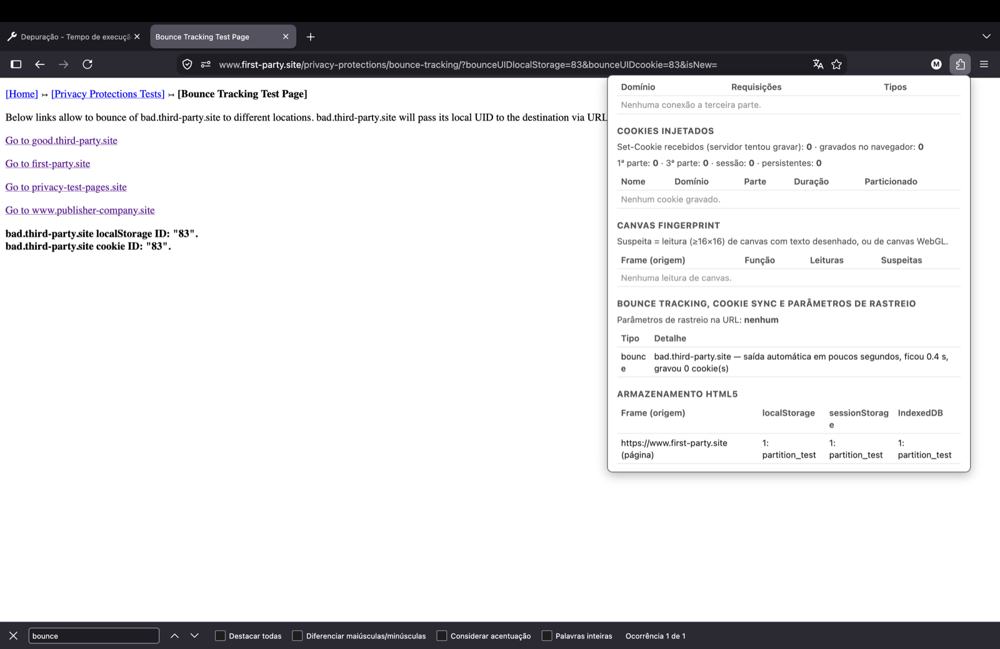 Depuração - Tempo de execuçã
Bounce Tracking Test Page
www.first-party.site/privacy-protections/bounce-tracking/?bounceUIDlocalStorage=83&bounceUIDcookie=83&isNew=
M
[Home] ↣ [Privacy Protections Tests] ↣ [Bounce Tracking Test Page]
Below links allow to bounce of bad.third-party.site to different locations. bad.third-party.site will pass its local UID to the destination via URL
Go to good.third-party.site
Go to first-party.site
Go to privacy-test-pages.site
Go to www.publisher-company.site
bad.third-party.site localStorage ID: "83".
bad.third-party.site cookie ID: "83".
Domínio Requisições Tipos
Nenhuma conexão a terceira parte.
COOKIES INJETADOS
Set-Cookie recebidos (servidor tentou gravar): 0 · gravados no navegador: 0
1ª parte: 0 · 3ª parte: 0 · sessão: 0 · persistentes: 0
Nome Domínio Parte Duração Particionado
Nenhum cookie gravado.
CANVAS FINGERPRINT
Suspeita = leitura (≥16×16) de canvas com texto desenhado, ou de canvas WebGL.
Frame (origem) Função Leituras Suspeitas
Nenhuma leitura de canvas.
BOUNCE TRACKING, COOKIE SYNC E PARÂMETROS DE RASTREIO
Parâmetros de rastreio na URL: nenhum
Tipo Detalhe
bounc bad.third-party.site — saída automática em poucos segundos, ficou 0.4 s,
e gravou 0 cookie(s)
ARMAZENAMENTO HTML5
Frame (origem) localStorage sessionStorag IndexedDB
e
https://www.first-party.site 1: 1: 1:
(página) partition_test partition_test partition_test
bounce
Destacar todas
Diferenciar maiúsculas/minúsculas
Considerar acentuação
Palavras inteiras
Ocorrência 1 de 1